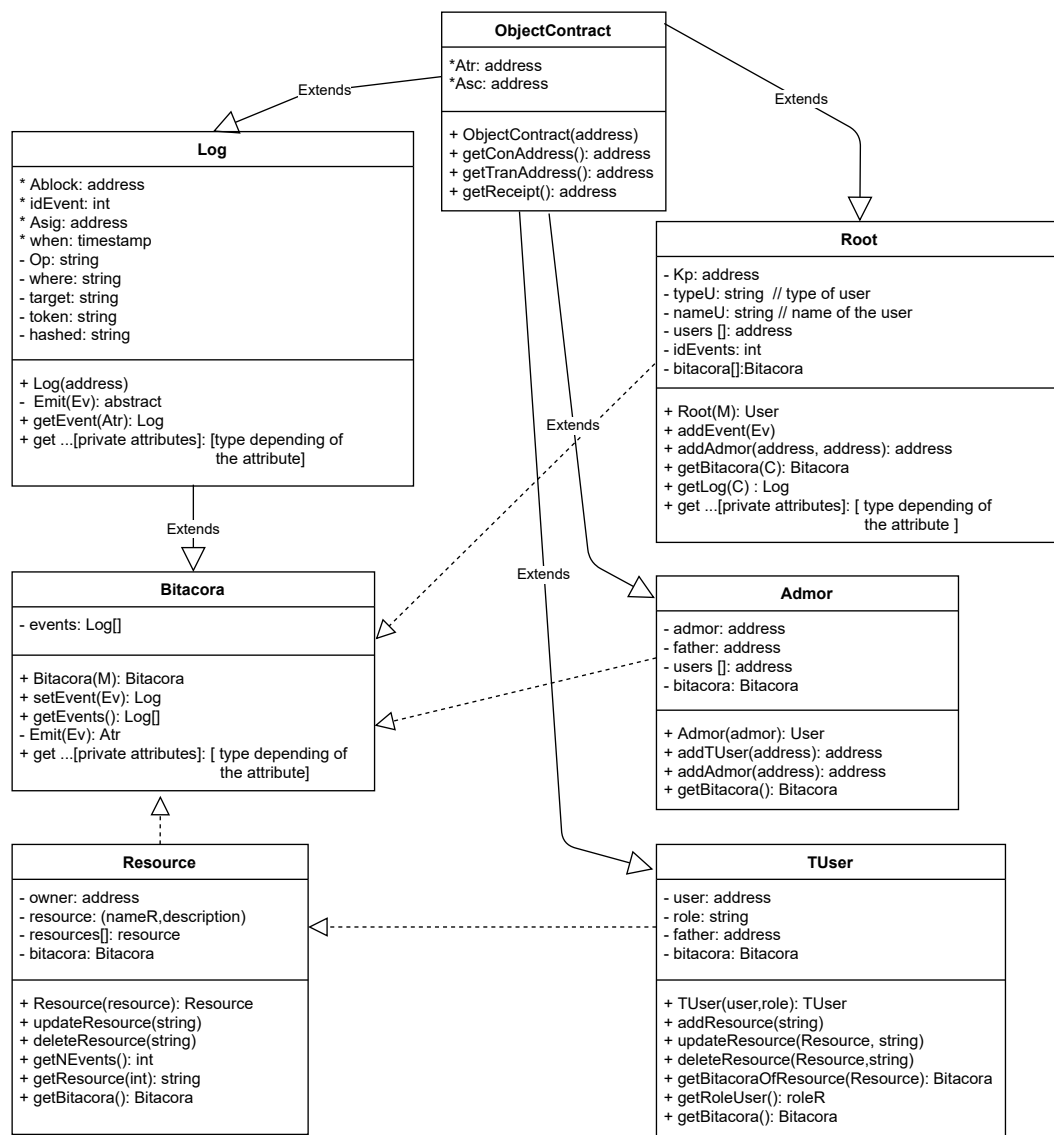 ObjectContract
*Atr: address
*Asc: address
+ ObjectContract(address)
+ getConAddress(): address
+ getTranAddress(): address
+ getReceipt(): address
Extends
Extends
Log
* Ablock: address
* idEvent: int
* Asig: address
* when: timestamp
- Op: string
- where: string
- target: string
- token: string
- hashed: string
+ Log(address)
- Emit(Ev): abstract
+ getEvent(Atr): Log
+ get ...[private attributes]: [type depending of
the attribute]
Root
- Kp: address
- typeU: string // type of user
- nameU: string // name of the user
- users []: address
- idEvents: int
- bitacora[]:Bitacora
+ Root(M): User
+ addEvent(Ev)
+ addAdmor(address, address): address
+ getBitacora(C): Bitacora
+ getLog(C) : Log
+ get ...[private attributes]: [ type depending of
the attribute ]
Extends
Extends
Extends
Bitacora
- events: Log[]
+ Bitacora(M): Bitacora
+ setEvent(Ev): Log
+ getEvents(): Log[]
- Emit(Ev): Atr
+ get ...[private attributes]: [ type depending of
the attribute]
Admor
- admor: address
- father: address
- users []: address
- bitacora: Bitacora
+ Admor(admor): User
+ addTUser(address): address
+ addAdmor(address): address
+ getBitacora(): Bitacora
Resource
- owner: address
- resource: (nameR,description)
- resources[]: resource
- bitacora: Bitacora
+ Resource(resource): Resource
+ updateResource(string)
+ deleteResource(string)
+ getNEvents(): int
+ getResource(int): string
+ getBitacora(): Bitacora
TUser
- user: address
- role: string
- father: address
- bitacora: Bitacora
+ TUser(user,role): TUser
+ addResource(string)
+ updateResource(Resource, string)
+ deleteResource(Resource,string)
+ getBitacoraOfResource(Resource): Bitacora
+ getRoleUser(): roleR
+ getBitacora(): Bitacora